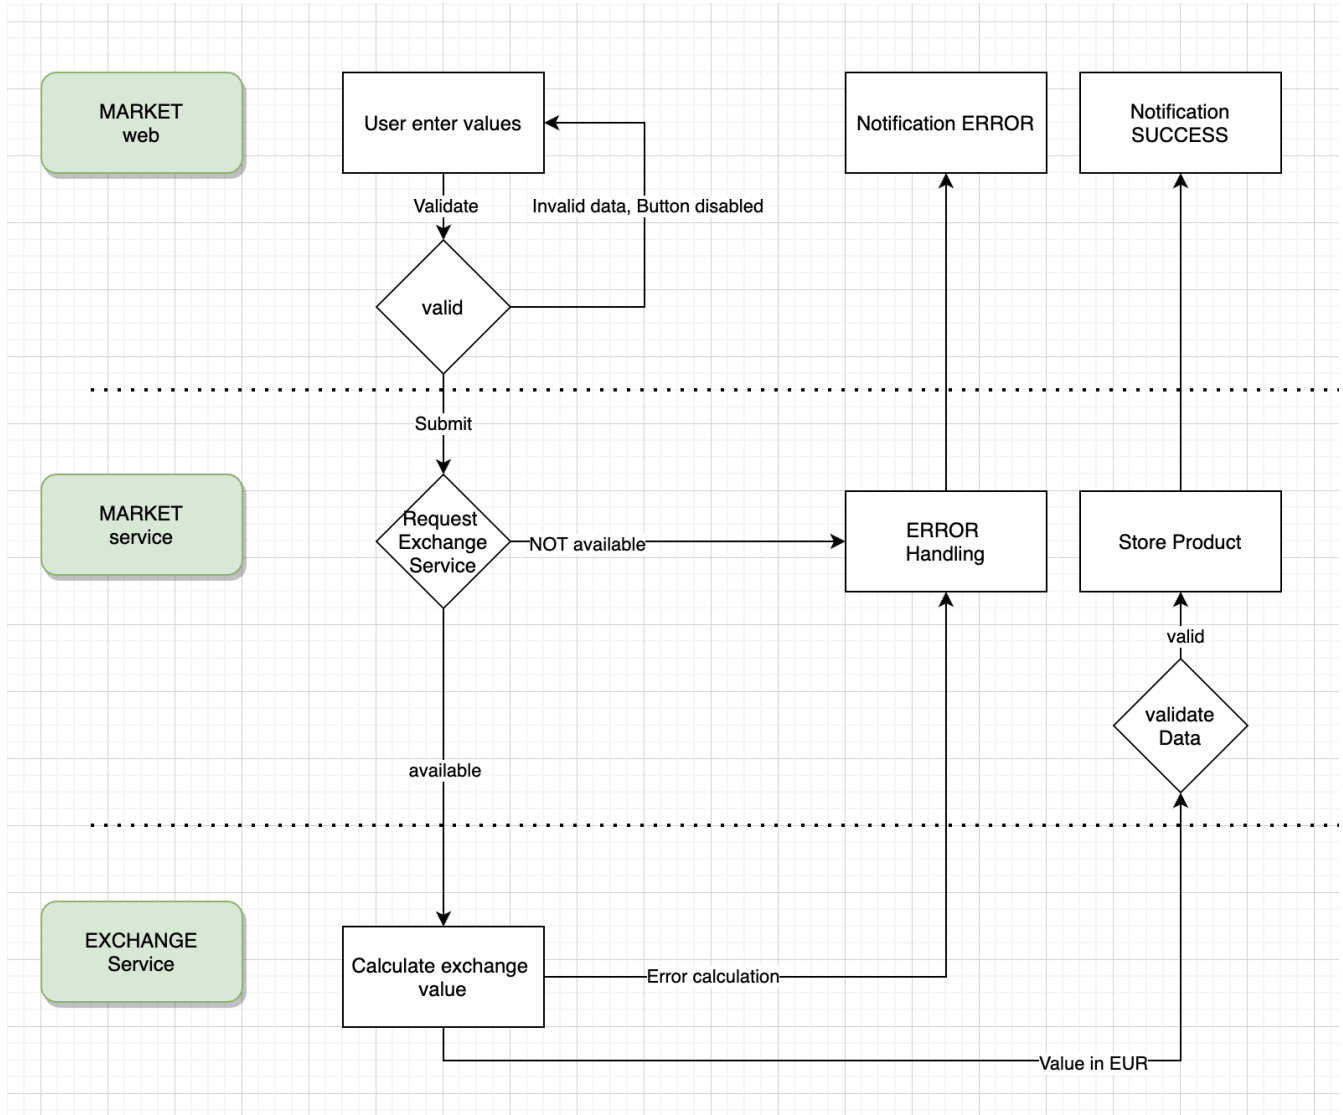 MARKET
web
User enter values
Notification ERROR
Notification
SUCCESS
Validate
Invalid data, Button disabled
valid
Submit
MARKET
service
Request
Exchange
Service
NOT available
ERROR
Handling
Store Product
valid
validate
Data
available
EXCHANGE
Service
Calculate exchange
value
Error calculation
Value in EUR